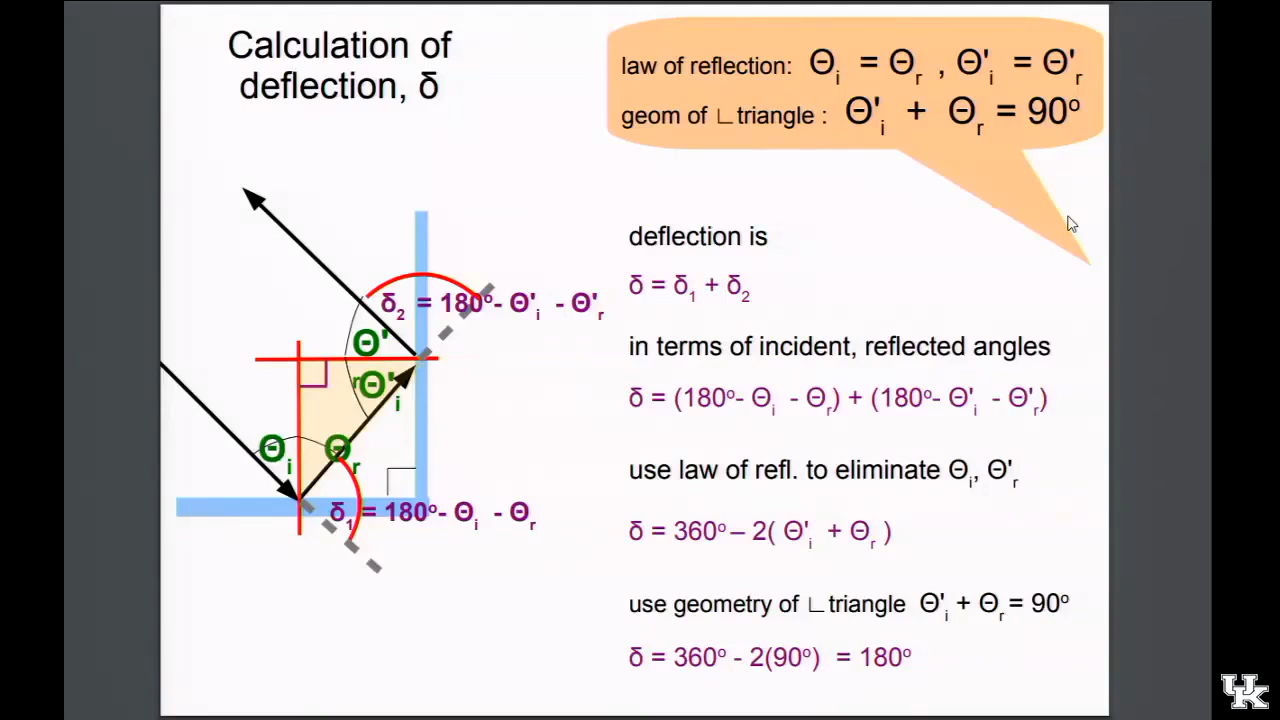 Calculation of
deflection, δ
law of reflection: Θi = Θr , Θ'i = Θ'r
geom of ∟triangle : Θ'i + Θr = 90o
deflection is
δ = δ1 + δ2
in terms of incident, reflected angles
δ = (180o- Θi - Θr) + (180o- Θ'i - Θ'r)
use law of refl. to eliminate Θi, Θ'r
δ = 360o – 2( Θ'i + Θr )
use geometry of ∟triangle Θ'i + Θr = 90o
δ = 360o - 2(90o) = 180o
δ2 = 180o- Θ'i - Θ'r
Θ'r
Θ'i
Θi
Θr
δ1 = 180o- Θi - Θr
UK